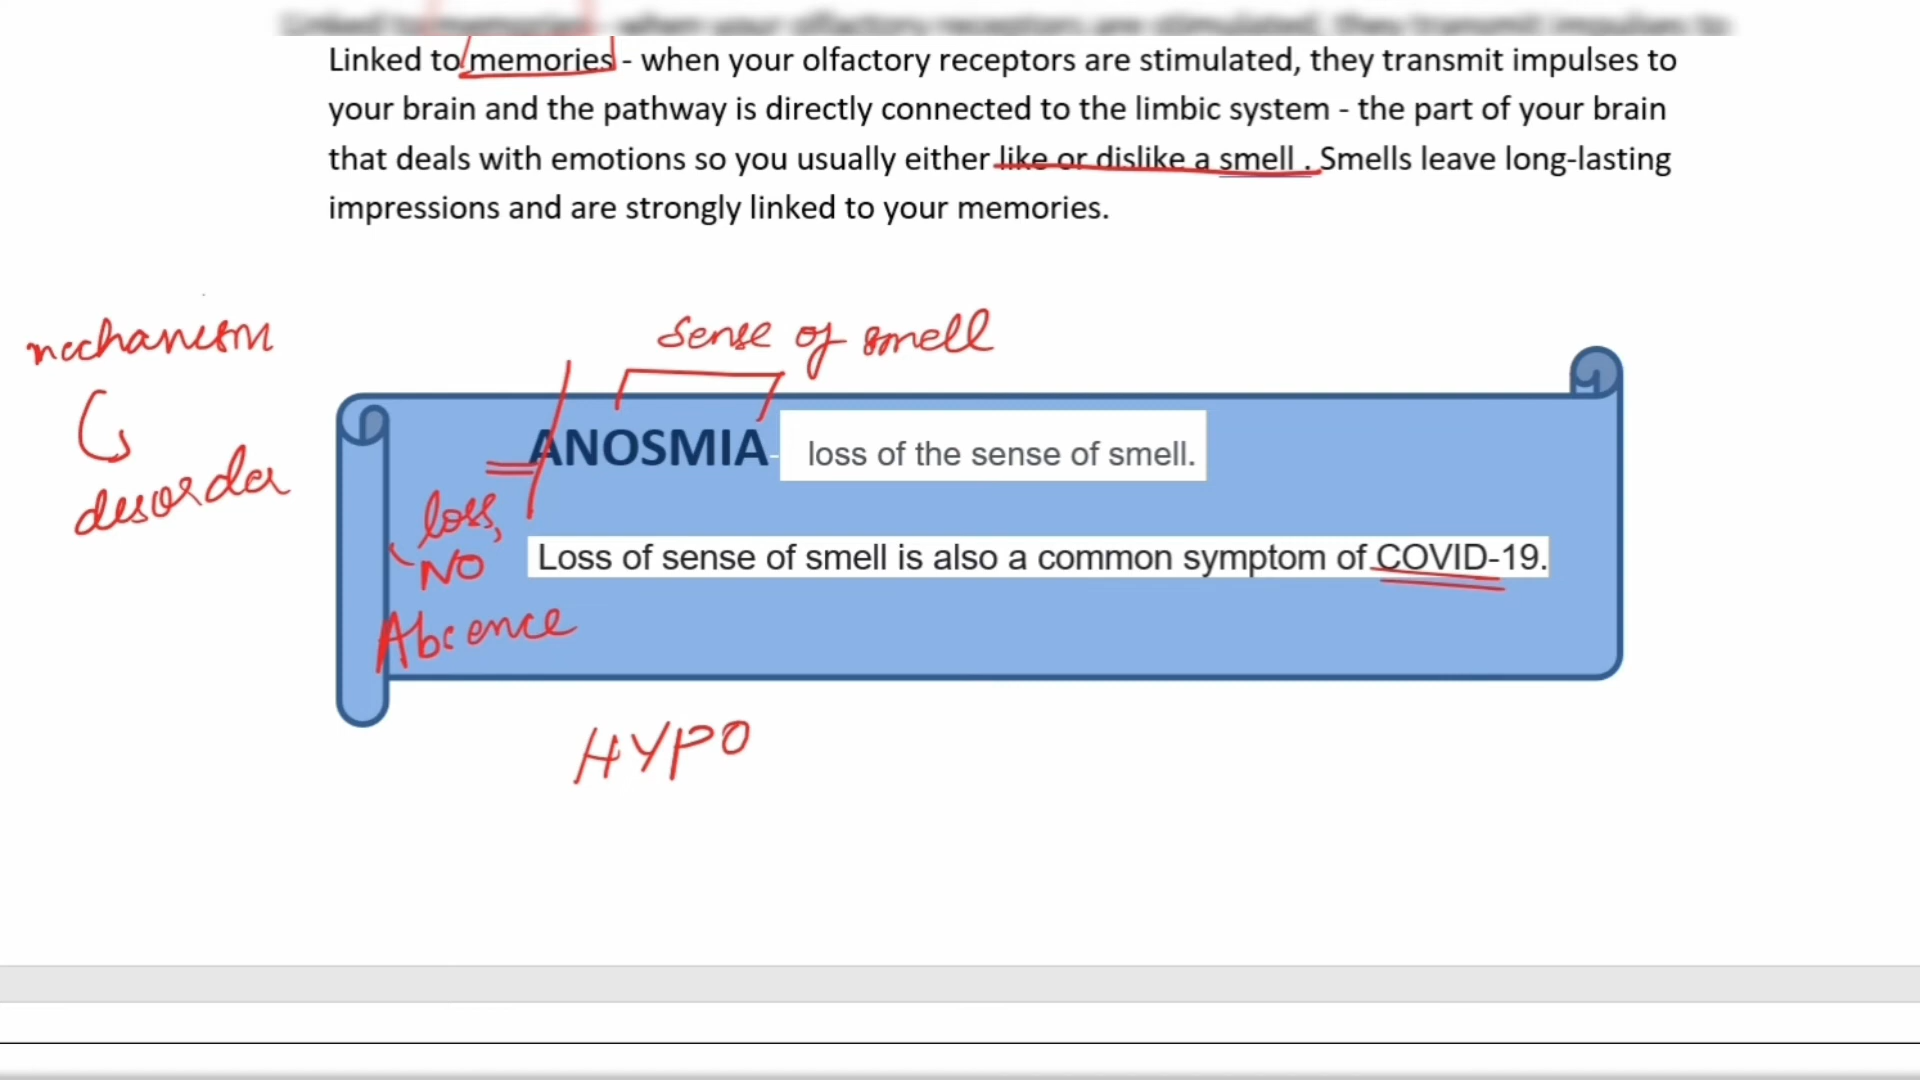 Linked to memories - when your olfactory receptors are stimulated, they transmit impulses to
your brain and the pathway is directly connected to the limbic system - the part of your brain
that deals with emotions so you usually either like or dislike a smell . Smells leave long-lasting
impressions and are strongly linked to your memories.
mechanism
disorder
sense of smell
ANOSMIA- loss of the sense of smell.
loss,
NO
Abcence
Loss of sense of smell is also a common symptom of COVID-19.
HYPO